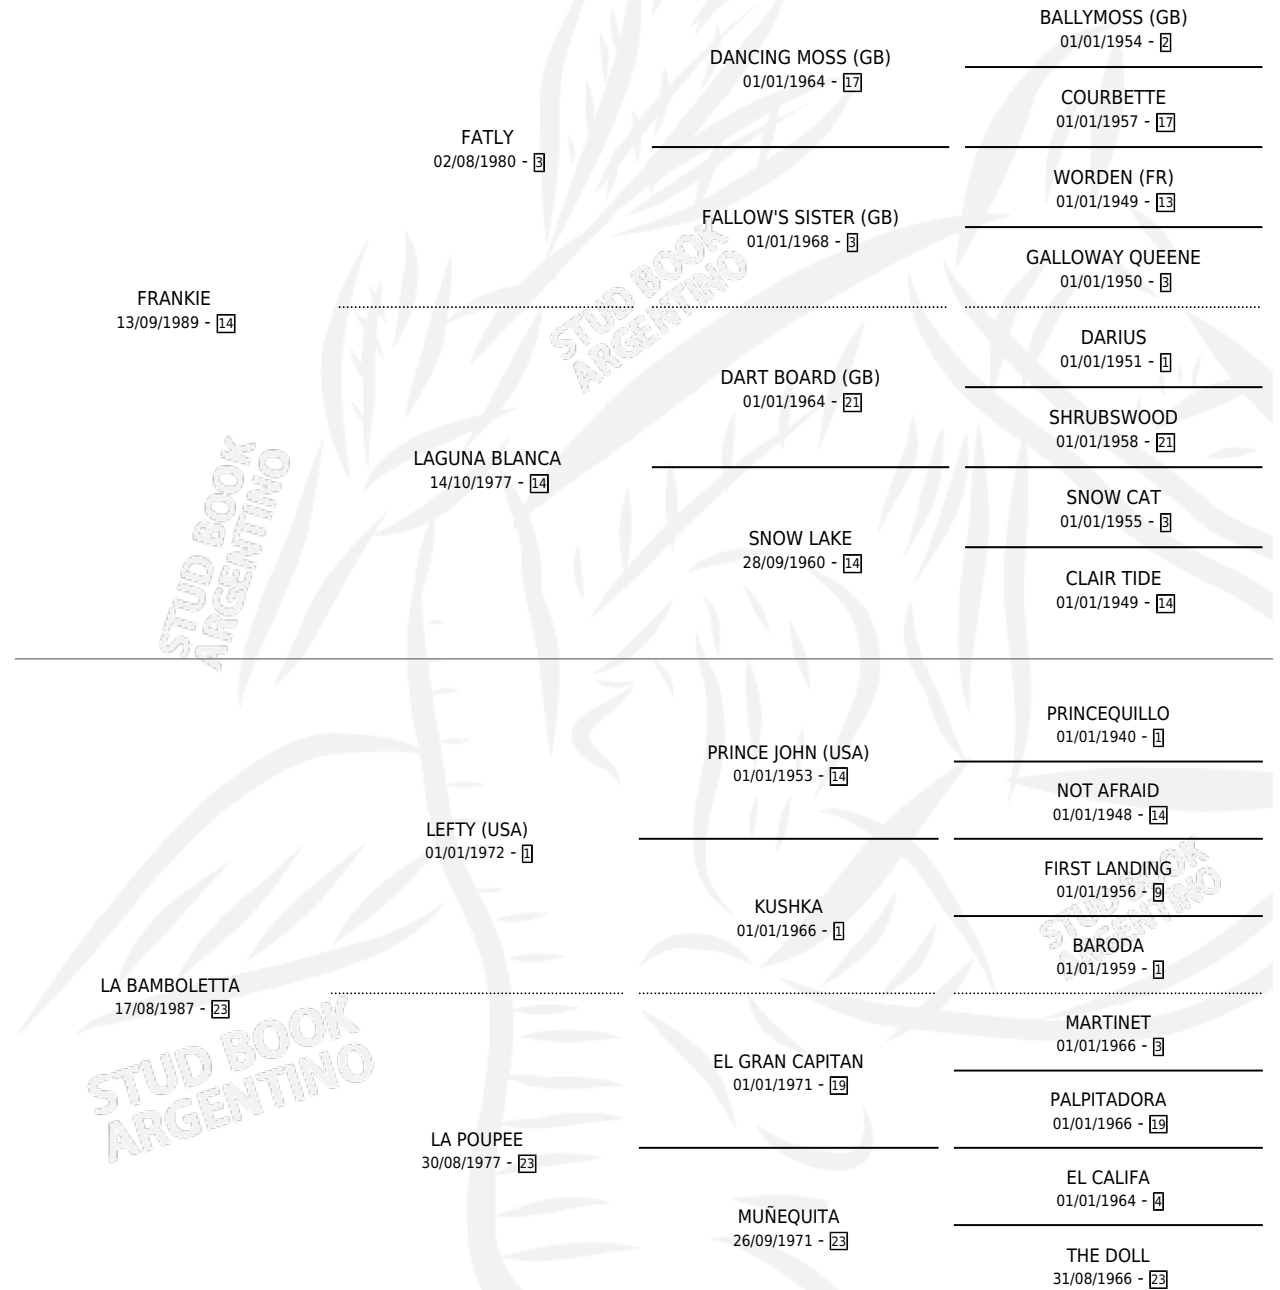 BALLYMOSS (GB)
01/01/1954 - 2
DANCING MOSS (GB)
01/01/1964 - 17
COURBETTE
01/01/1957 - 17
FATLY
02/08/1980 - 3
WORDEN (FR)
01/01/1949 - 13
FALLOW'S SISTER (GB)
01/01/1968 - 3
GALLOWAY QUEENE
01/01/1950 - 3
FRANKIE
13/09/1989 - 14
DARIUS
01/01/1951 - 1
DART BOARD (GB)
01/01/1964 - 21
SHRUBSWOOD
01/01/1958 - 21
LAGUNA BLANCA
14/10/1977 - 14
SNOW CAT
01/01/1955 - 3
SNOW LAKE
28/09/1960 - 14
CLAIR TIDE
01/01/1949 - 14
PRINCEQUILLO
01/01/1940 - 1
PRINCE JOHN (USA)
01/01/1953 - 14
NOT AFRAID
01/01/1948 - 14
LEFTY (USA)
01/01/1972 - 1
FIRST LANDING
01/01/1956 - 9
KUSHKA
01/01/1966 - 1
BARODA
01/01/1959 - 1
LA BAMBOLETTA
17/08/1987 - 23
MARTINET
01/01/1966 - 3
EL GRAN CAPITAN
01/01/1971 - 19
PALPITADORA
01/01/1966 - 19
LA POUPEE
30/08/1977 - 23
EL CALIFA
01/01/1964 - 4
MUÑEQUITA
26/09/1971 - 23
THE DOLL
31/08/1966 - 23
STUD BOOK
ARGENTINO
STUD BOOK
ARGENTINO
STUD BOOK
ARGENTINO
STUD BOOK
ARGENTINO